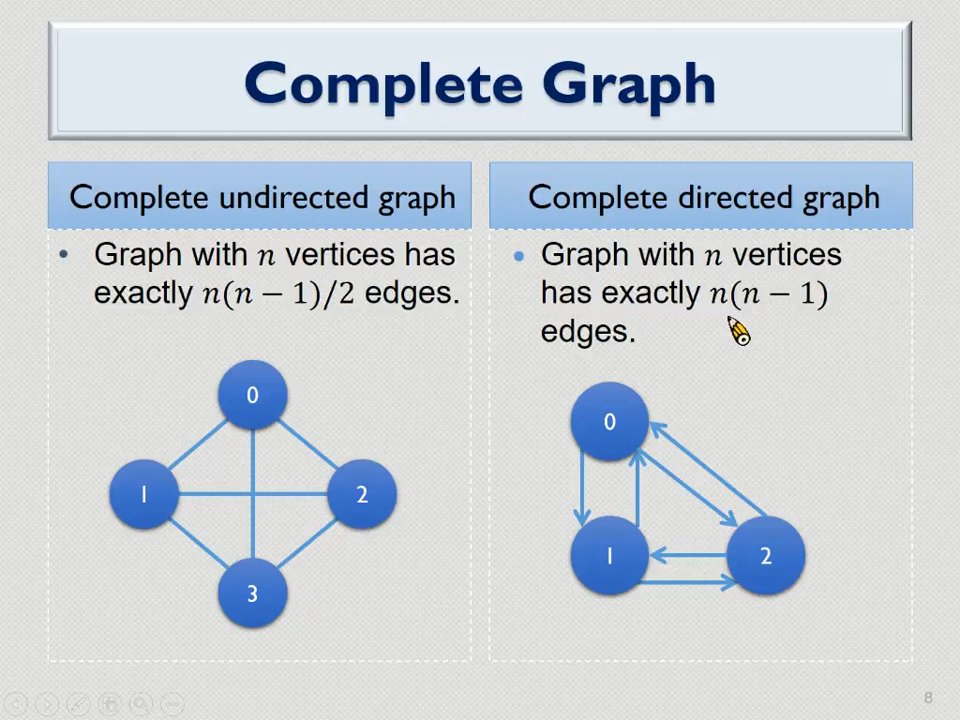 Complete Graph
Complete undirected graph
• Graph with n vertices has
exactly n(n − 1)/2 edges.
0
1
2
3
Complete directed graph
• Graph with n vertices
has exactly n(n − 1)
edges.
0
1
2
8